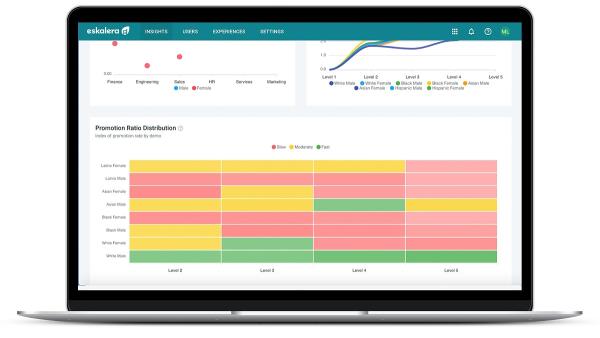 eskalera INSIGHTS USERS EXPERIENCES SETTINGS ML
0.00
Finance Engineering Sales HR Services Marketing
Male Female
0.0
Level 1 Level 2 Level 3 Level 4 Level 5
White Male White Female Black Male Black Female Asian Male
Asian Female Hispanic Male Hispanic Female
Promotion Ratio Distribution
Index of promotion rate by demo
Slow Moderate Fast
Latina Female
Latino Male
Asian Female
Asian Male
Black Female
Black Male
White Female
White Male
Level 2 Level 3 Level 4 Level 5